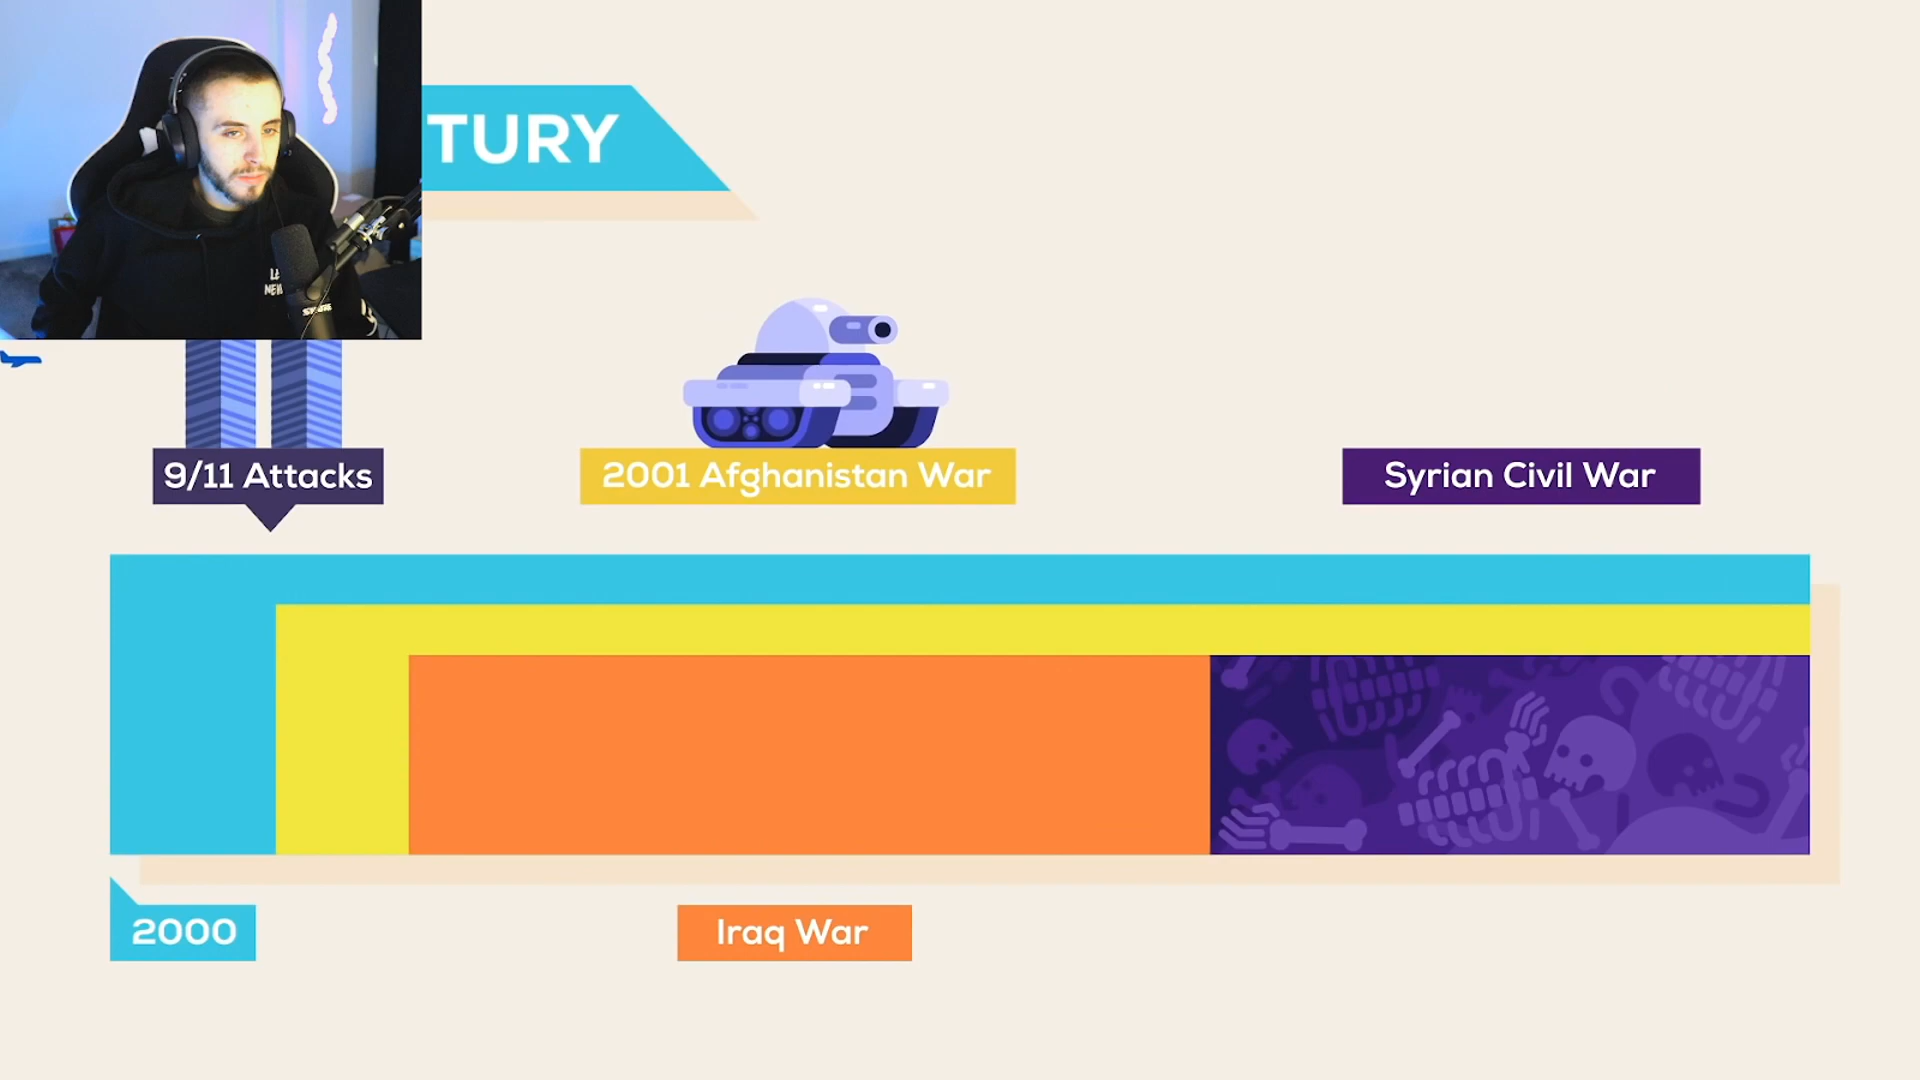 TURY
9/11 Attacks
2001 Afghanistan War
Syrian Civil War
2000
Iraq War